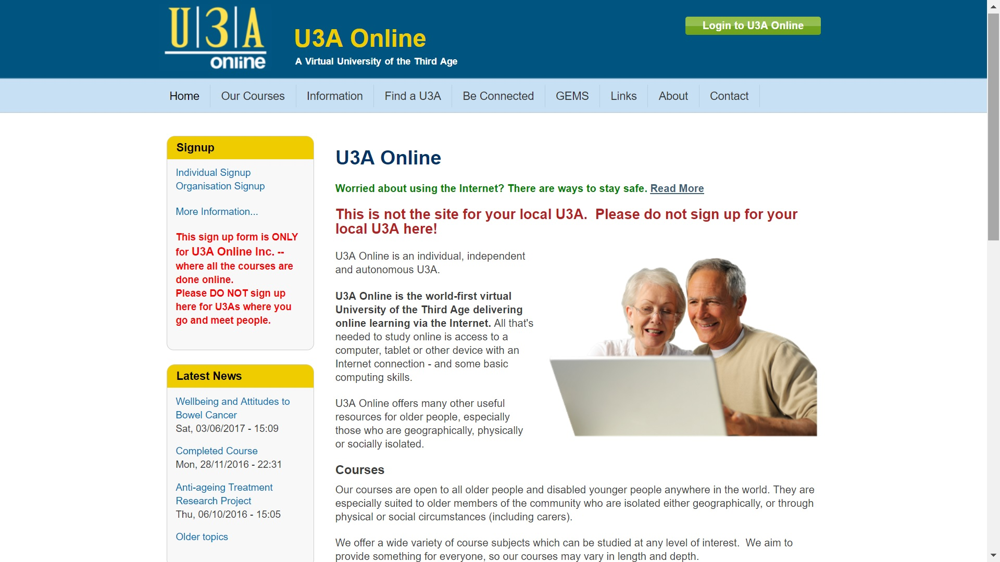 U|3|A
online
U3A Online
A Virtual University of the Third Age
Login to U3A Online
Home
Our Courses
Information
Find a U3A
Be Connected
GEMS
Links
About
Contact
Signup
Individual Signup
Organisation Signup
More Information...
This sign up form is ONLY
for U3A Online Inc. --
where all the courses are
done online.
Please DO NOT sign up
here for U3As where you
go and meet people.
Latest News
Wellbeing and Attitudes to
Bowel Cancer
Sat, 03/06/2017 - 15:09
Completed Course
Mon, 28/11/2016 - 22:31
Anti-ageing Treatment
Research Project
Thu, 06/10/2016 - 15:05
Older topics
U3A Online
Worried about using the Internet? There are ways to stay safe. Read More
This is not the site for your local U3A.  Please do not sign up for your
local U3A here!
U3A Online is an individual, independent
and autonomous U3A.
U3A Online is the world-first virtual
University of the Third Age delivering
online learning via the Internet. All that's
needed to study online is access to a
computer, tablet or other device with an
Internet connection - and some basic
computing skills.
U3A Online offers many other useful
resources for older people, especially
those who are geographically, physically
or socially isolated.
Courses
Our courses are open to all older people and disabled younger people anywhere in the world. They are
especially suited to older members of the community who are isolated either geographically, or through
physical or social circumstances (including carers).
We offer a wide variety of course subjects which can be studied at any level of interest.  We aim to
provide something for everyone, so our courses may vary in length and depth.